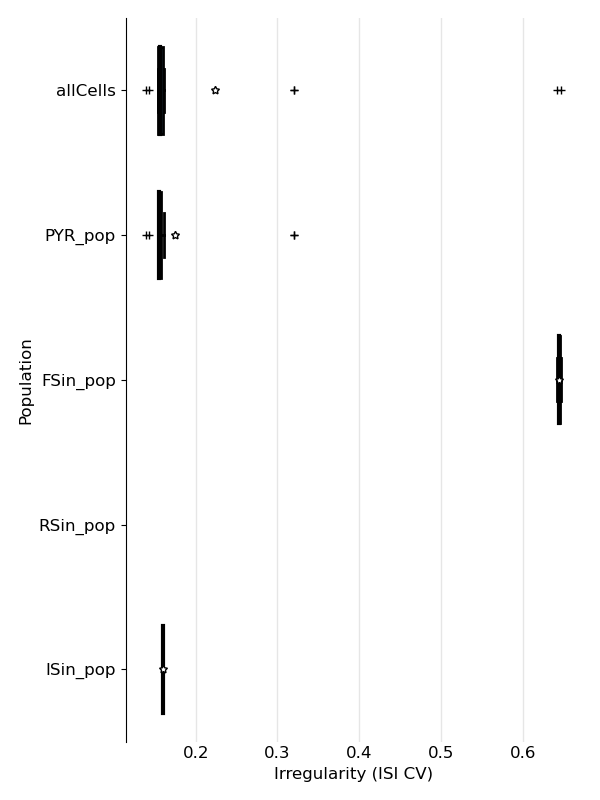 allCells
PYR_pop
FSin_pop
RSin_pop
ISin_pop
Population
0.2 0.3 0.4 0.5 0.6
Irregularity (ISI CV)